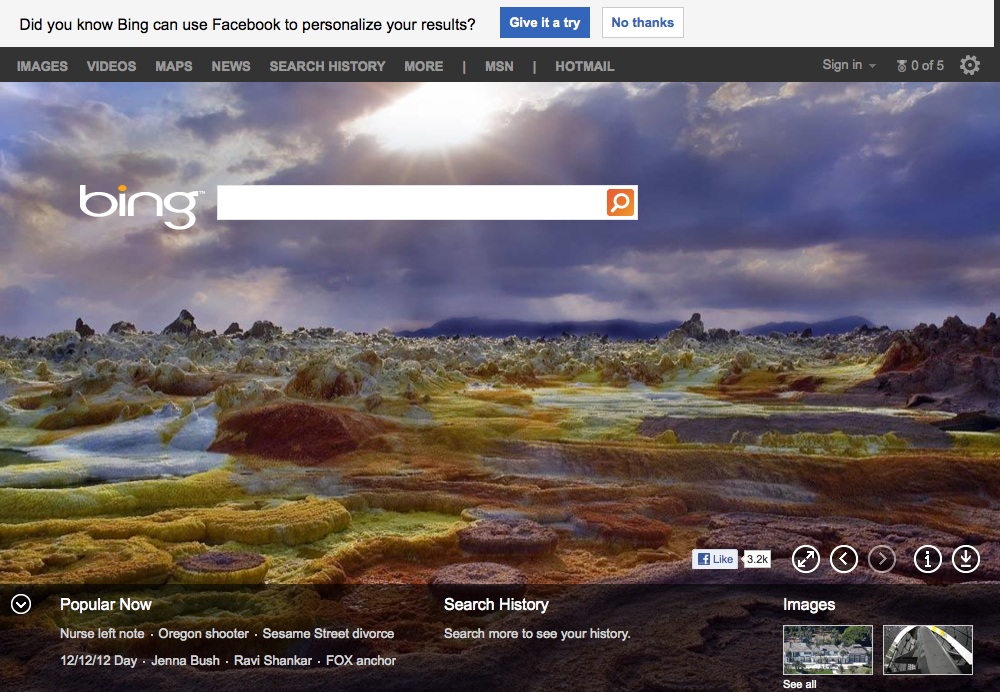 Did you know Bing can use Facebook to personalize your results? Give it a try No thanks
IMAGES VIDEOS MAPS NEWS SEARCH HISTORY MORE | MSN | HOTMAIL Sign in 0 of 5
bing™
Like 3.2k
Popular Now
Nurse left note · Oregon shooter · Sesame Street divorce
12/12/12 Day · Jenna Bush · Ravi Shankar · FOX anchor
Search History
Search more to see your history.
Images
See all